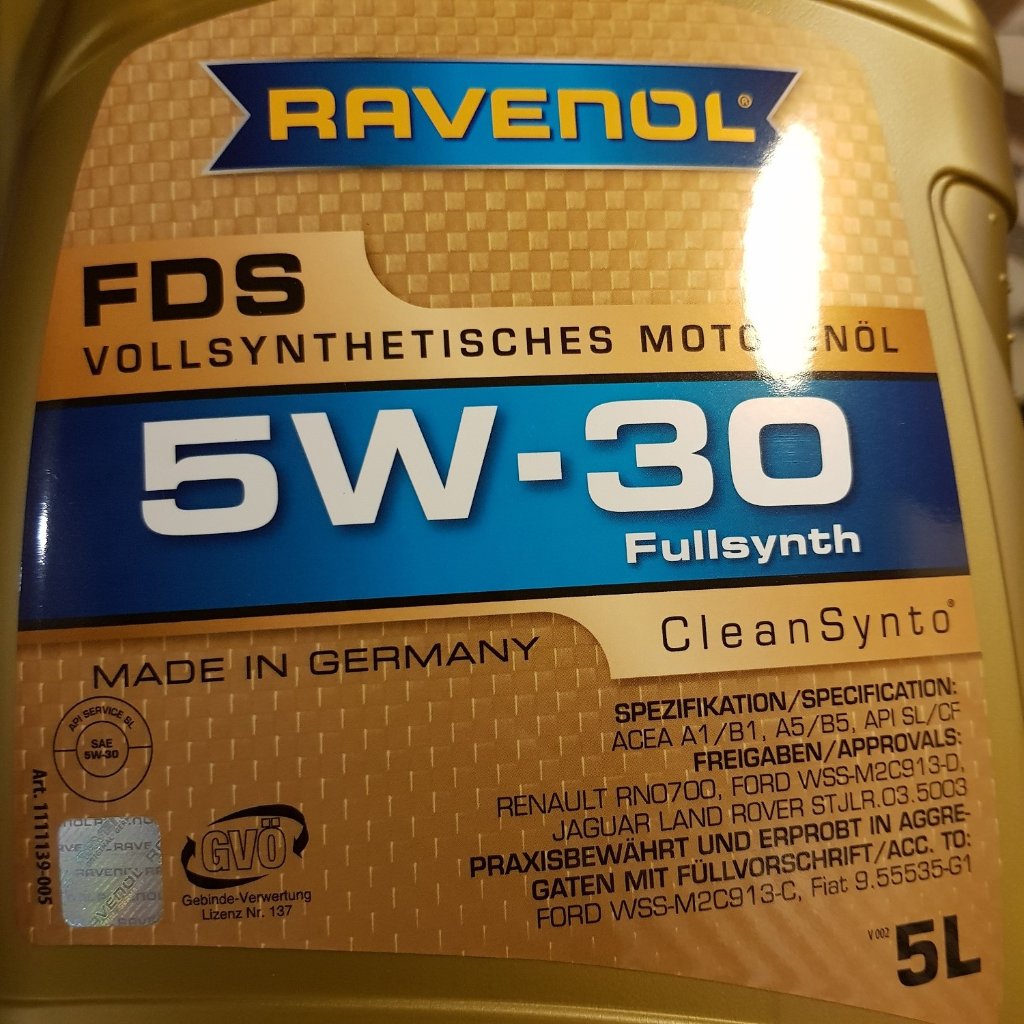 RAVENOL®
FDS
VOLLSYNTHETISCHES
5W-30
Fullsynth
CleanSynto®
MADE IN GERMANY
SPEZIFIKATION/SPECIFICATION:
ACEA A1/B1, A5/B5, API SL/CF
FREIGABEN/APPROVALS:
RENAULT RN0700, FORD WSS-M2C913-D,
JAGUAR LAND ROVER STJLR.03.5003
PRAXISBEWÄHRT UND ERPROBT IN AGGRE-
GATEN MIT FÜLLVORSCHRIFT/ACC. TO:
FORD WSS-M2C913-C, Fiat 9.55535-G1
API SERVICE SL
SAE
5W-30
Art. 1111139-005
RAVENOL
GVÖ
Gebinde-Verwertung
Lizenz Nr. 137
V 002
5L